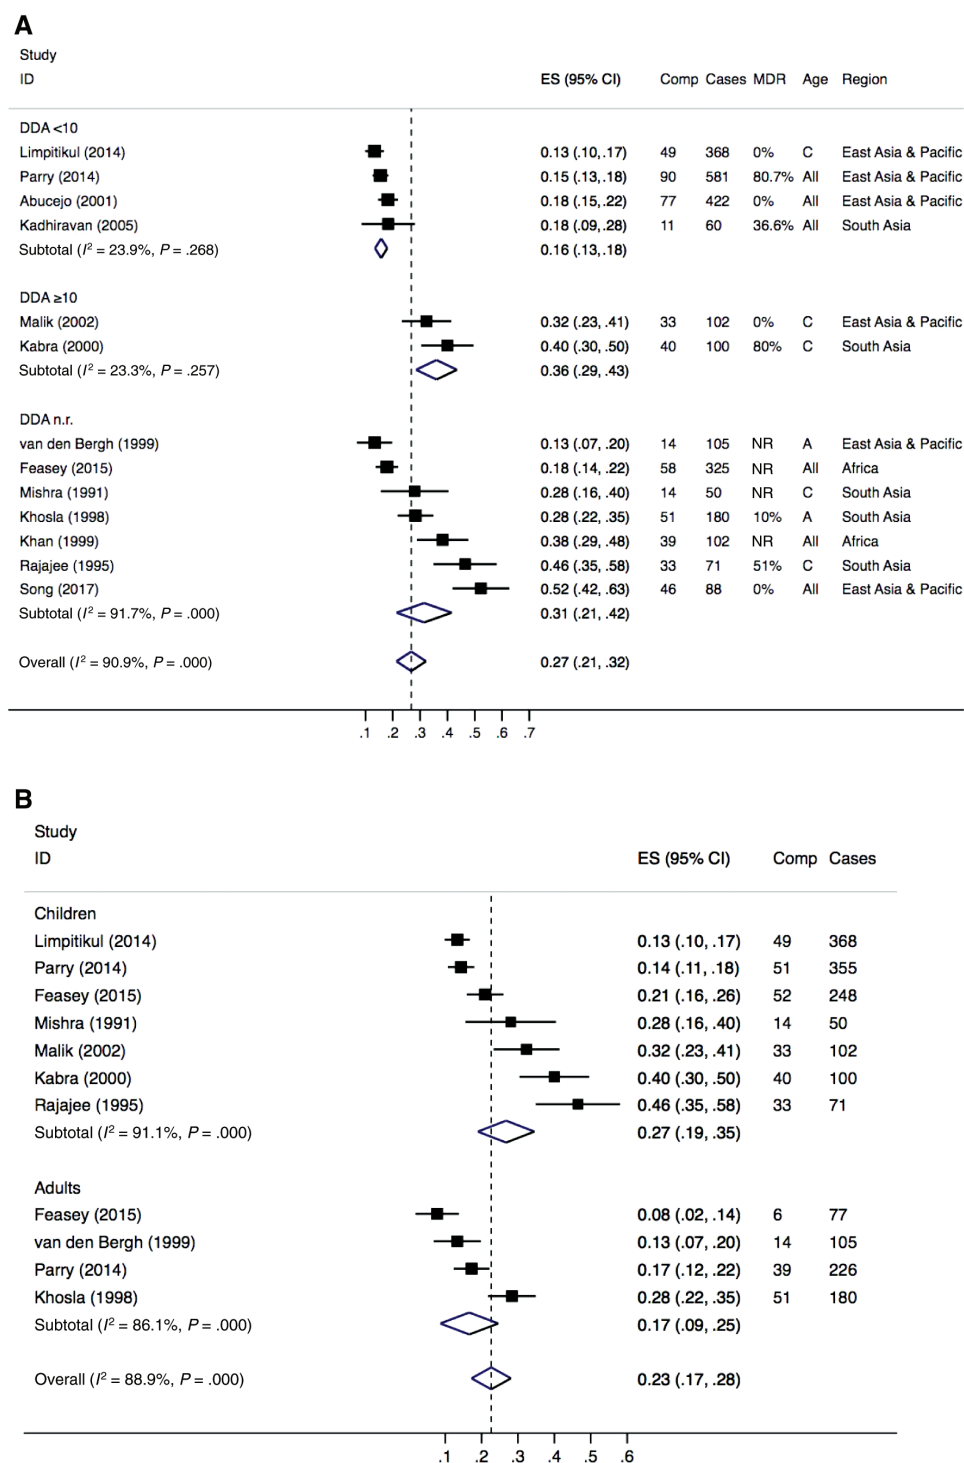 A
Study
ID ES (95% CI) Comp Cases MDR Age Region
DDA <10
Limpitikul (2014) 0.13 (.10,.17) 49 368 0% C East Asia & Pacific
Parry (2014) 0.15 (.13,.18) 90 581 80.7% All East Asia & Pacific
Abucejo (2001) 0.18 (.15,.22) 77 422 0% All East Asia & Pacific
Kadhiravan (2005) 0.18 (.09,.28) 11 60 36.6% All South Asia
Subtotal (I² = 23.9%, P = .268) 0.16 (.13,.18)
DDA ≥10
Malik (2002) 0.32 (.23, .41) 33 102 0% C East Asia & Pacific
Kabra (2000) 0.40 (.30, .50) 40 100 80% C South Asia
Subtotal (I² = 23.3%, P = .257) 0.36 (.29, .43)
DDA n.r.
van den Bergh (1999) 0.13 (.07, .20) 14 105 NR A East Asia & Pacific
Feasey (2015) 0.18 (.14, .22) 58 325 NR All Africa
Mishra (1991) 0.28 (.16, .40) 14 50 NR C South Asia
Khosla (1998) 0.28 (.22, .35) 51 180 10% A South Asia
Khan (1999) 0.38 (.29, .48) 39 102 NR All Africa
Rajajee (1995) 0.46 (.35, .58) 33 71 51% C South Asia
Song (2017) 0.52 (.42, .63) 46 88 0% All East Asia & Pacific
Subtotal (I² = 91.7%, P = .000) 0.31 (.21, .42)
Overall (I² = 90.9%, P = .000) 0.27 (.21, .32)
.1 .2 .3 .4 .5 .6 .7
B
Study
ID ES (95% CI) Comp Cases
Children
Limpitikul (2014) 0.13 (.10, .17) 49 368
Parry (2014) 0.14 (.11, .18) 51 355
Feasey (2015) 0.21 (.16, .26) 52 248
Mishra (1991) 0.28 (.16, .40) 14 50
Malik (2002) 0.32 (.23, .41) 33 102
Kabra (2000) 0.40 (.30, .50) 40 100
Rajajee (1995) 0.46 (.35, .58) 33 71
Subtotal (I² = 91.1%, P = .000) 0.27 (.19, .35)
Adults
Feasey (2015) 0.08 (.02, .14) 6 77
van den Bergh (1999) 0.13 (.07, .20) 14 105
Parry (2014) 0.17 (.12, .22) 39 226
Khosla (1998) 0.28 (.22, .35) 51 180
Subtotal (I² = 86.1%, P = .000) 0.17 (.09, .25)
Overall (I² = 88.9%, P = .000) 0.23 (.17, .28)
.1 .2 .3 .4 .5 .6